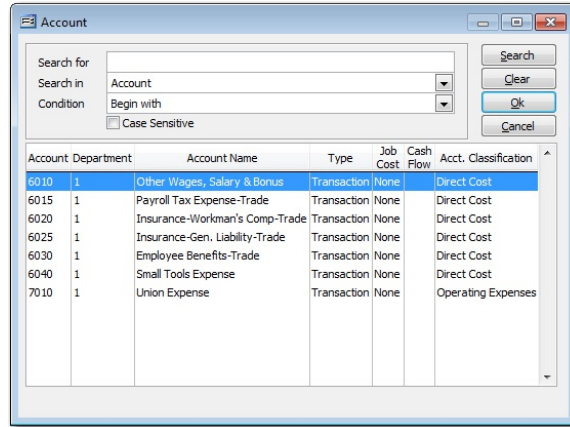 Account
Search for
Search
Search in Account
Clear
Condition Begin with
Ok
Case Sensitive
Cancel
Account Department Account Name Type Job Cost Cash Flow Acct. Classification
6010 1 Other Wages, Salary & Bonus Transaction None Direct Cost
6015 1 Payroll Tax Expense-Trade Transaction None Direct Cost
6020 1 Insurance-Workman's Comp-Trade Transaction None Direct Cost
6025 1 Insurance-Gen. Liability-Trade Transaction None Direct Cost
6030 1 Employee Benefits-Trade Transaction None Direct Cost
6040 1 Small Tools Expense Transaction None Direct Cost
7010 1 Union Expense Transaction None Operating Expenses